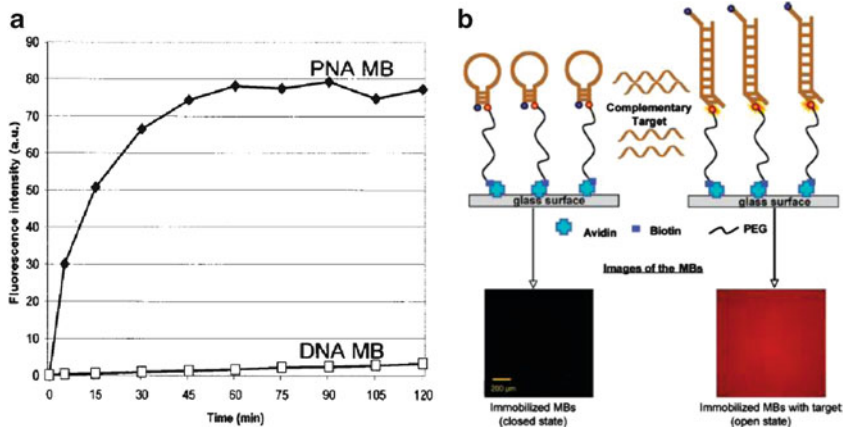 a
90
80
70
60
50
40
30
20
10
0
Fluorescence intensity (a.u.)
PNA MB
DNA MB
0 15 30 45 60 75 90 105 120
Time (min)
b
Complementary
Target
glass surface
glass surface
Avidin
Biotin
PEG
Images of the MBs
200 µm
Immobilized MBs
(closed state)
Immobilized MBs with target
(open state)